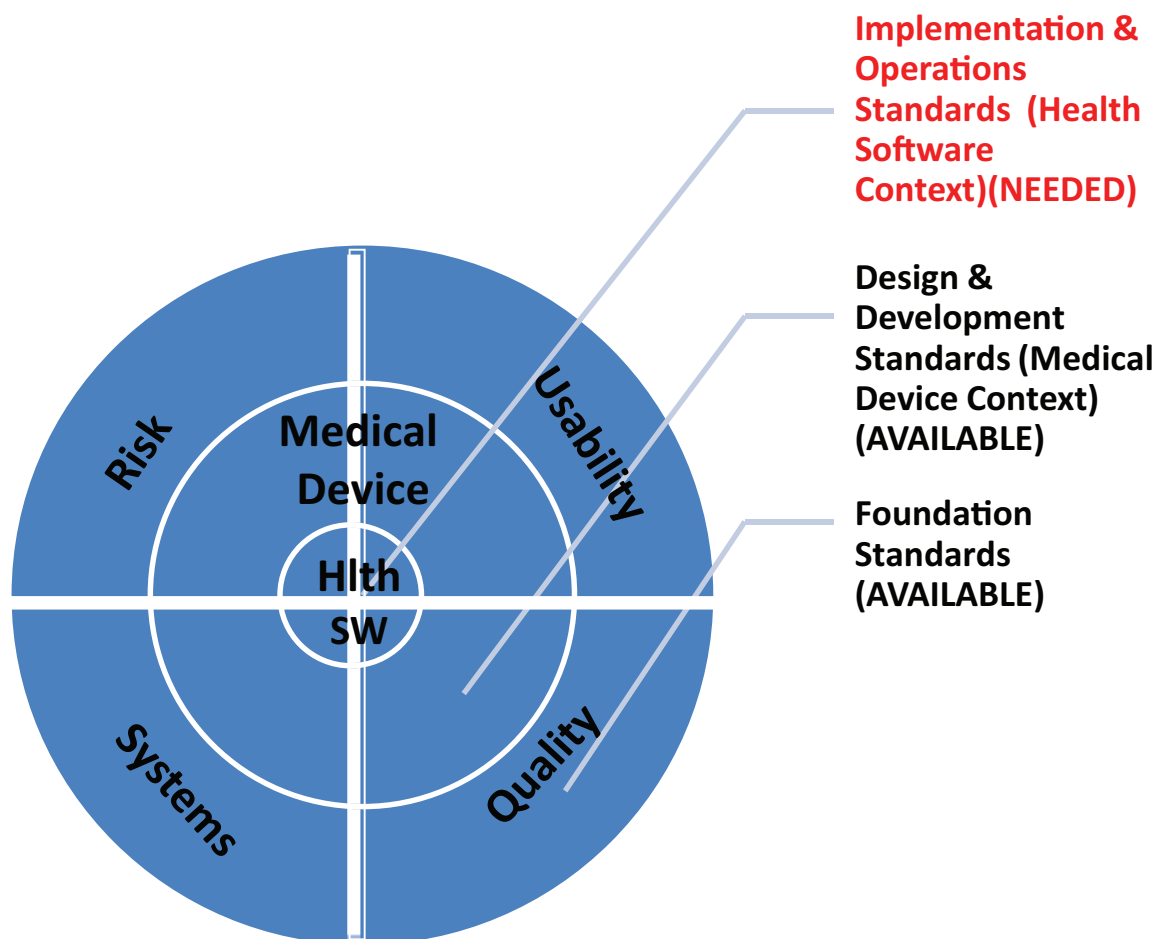 Implementation &
Operations
Standards (Health
Software
Context)(NEEDED)
Design &
Development
Standards (Medical
Device Context)
(AVAILABLE)
Foundation
Standards
(AVAILABLE)
Risk
Usability
Medical
Device
Hlth
SW
Systems
Quality